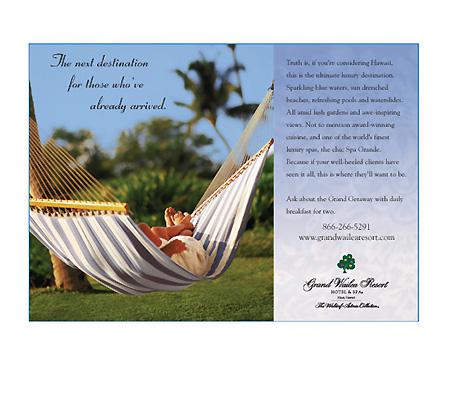 The next destination
for those who've
already arrived.
Truth is, if you're considering Hawaii,
this is the ultimate luxury destination.
Sparkling blue waters, sun drenched
beaches, refreshing pools and waterslides.
All amid lush gardens and awe-inspiring
views. Not to mention award-winning
cuisine, and one of the world's finest
luxury spas, the chic Spa Grande.
Because if your well-heeled clients have
seen it all, this is where they'll want to be.
Ask about the Grand Getaway with daily
breakfast for two.
866-266-5291
www.grandwailearesort.com
Grand Wailea Resort
HOTEL & SPA
The Waldorf=Astoria Collection